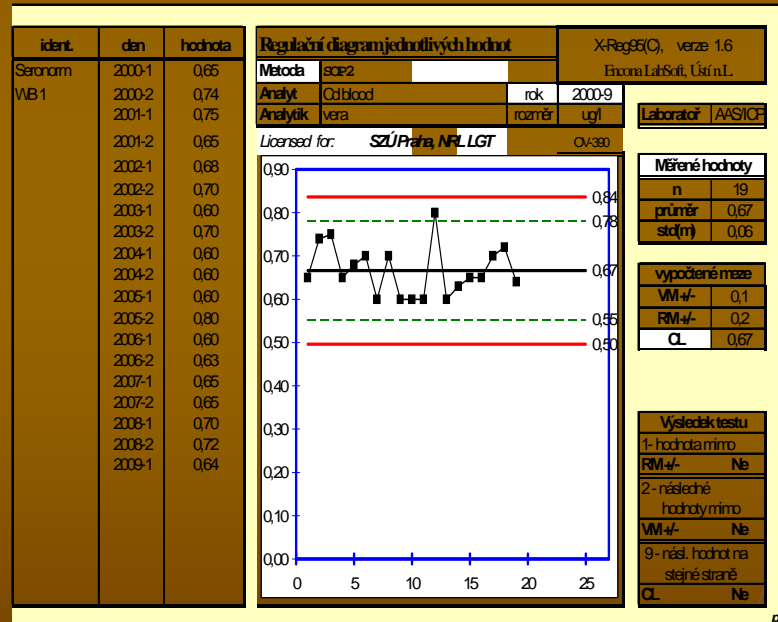 ident. den hodnota
Seronorm 2000-1 0,65
WB 1 2000-2 0,74
2001-1 0,75
2001-2 0,65
2002-1 0,68
2002-2 0,70
2003-1 0,60
2003-2 0,70
2004-1 0,60
2004-2 0,60
2005-1 0,60
2005-2 0,80
2006-1 0,60
2006-2 0,63
2007-1 0,65
2007-2 0,65
2008-1 0,70
2008-2 0,72
2009-1 0,64
Regulační diagram jednotlivých hodnot
Metoda SOP2
Analyt Cd blood rok 2000-9
Analytik vera rozměr ug/l
Licensed for: SZÚ Praha, NRL LGT OV-390
X-Reg95(C), verze 1.6
Encona LabSoft, Ústí n.L.
Laboratoř AAS/ICP
0,90
0,80
0,70
0,60
0,50
0,40
0,30
0,20
0,10
0,00
0 5 10 15 20 25
0,84
0,78
0,67
0,55
0,50
Měřené hodnoty
n 19
průměr 0,67
std(m) 0,06
vypočtené meze
VM +/- 0,1
RM +/- 0,2
CL 0,67
Výsledek testu
1- hodnota mimo
RM +/- Ne
2 - následné
hodnoty mimo
VM +/- Ne
9 - násl. hodnot na
stejné straně
CL Ne